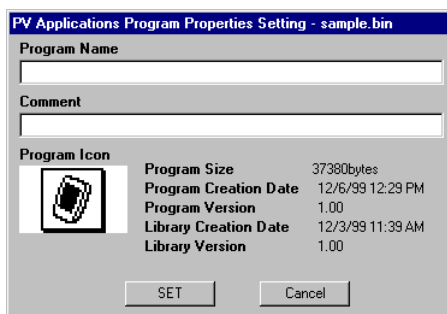 PV Applications Program Properties Setting - sample.bin
Program Name
Comment
Program Icon
Program Size 37380bytes
Program Creation Date 12/6/99 12:29 PM
Program Version 1.00
Library Creation Date 12/3/99 11:39 AM
Library Version 1.00
SET Cancel